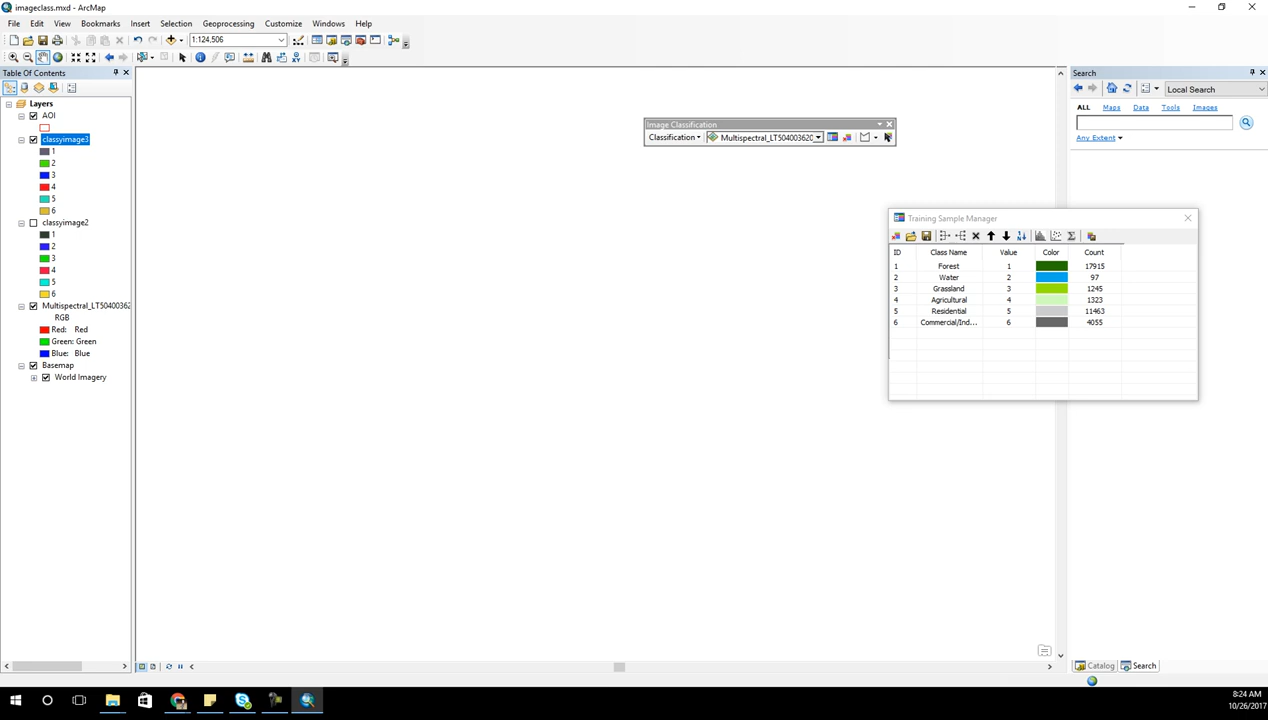 imageclass.mxd - ArcMap
File Edit View Bookmarks Insert Selection Geoprocessing Customize Windows Help
1:124,506
Table Of Contents
Layers
AOI
classyimage3
1
2
3
4
5
6
classyimage2
1
2
3
4
5
6
Multispectral_LT50400362
RGB
Red: Red
Green: Green
Blue: Blue
Basemap
World Imagery
Image Classification
Classification Multispectral_LT504003620
Training Sample Manager
ID Class Name Value Color Count
1 Forest 1 17915
2 Water 2 97
3 Grassland 3 1245
4 Agricultural 4 1323
5 Residential 5 11463
6 Commercial/Ind... 6 4055
Search
Local Search
ALL Maps Data Tools Images
Any Extent
Catalog Search
8:24 AM
10/26/2017